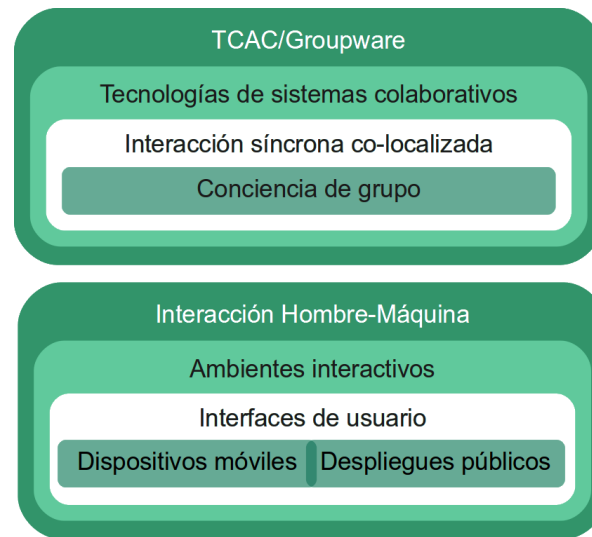 TCAC/Groupware
Tecnologías de sistemas colaborativos
Interacción síncrona co-localizada
Conciencia de grupo
Interacción Hombre-Máquina
Ambientes interactivos
Interfaces de usuario
Dispositivos móviles Despliegues públicos